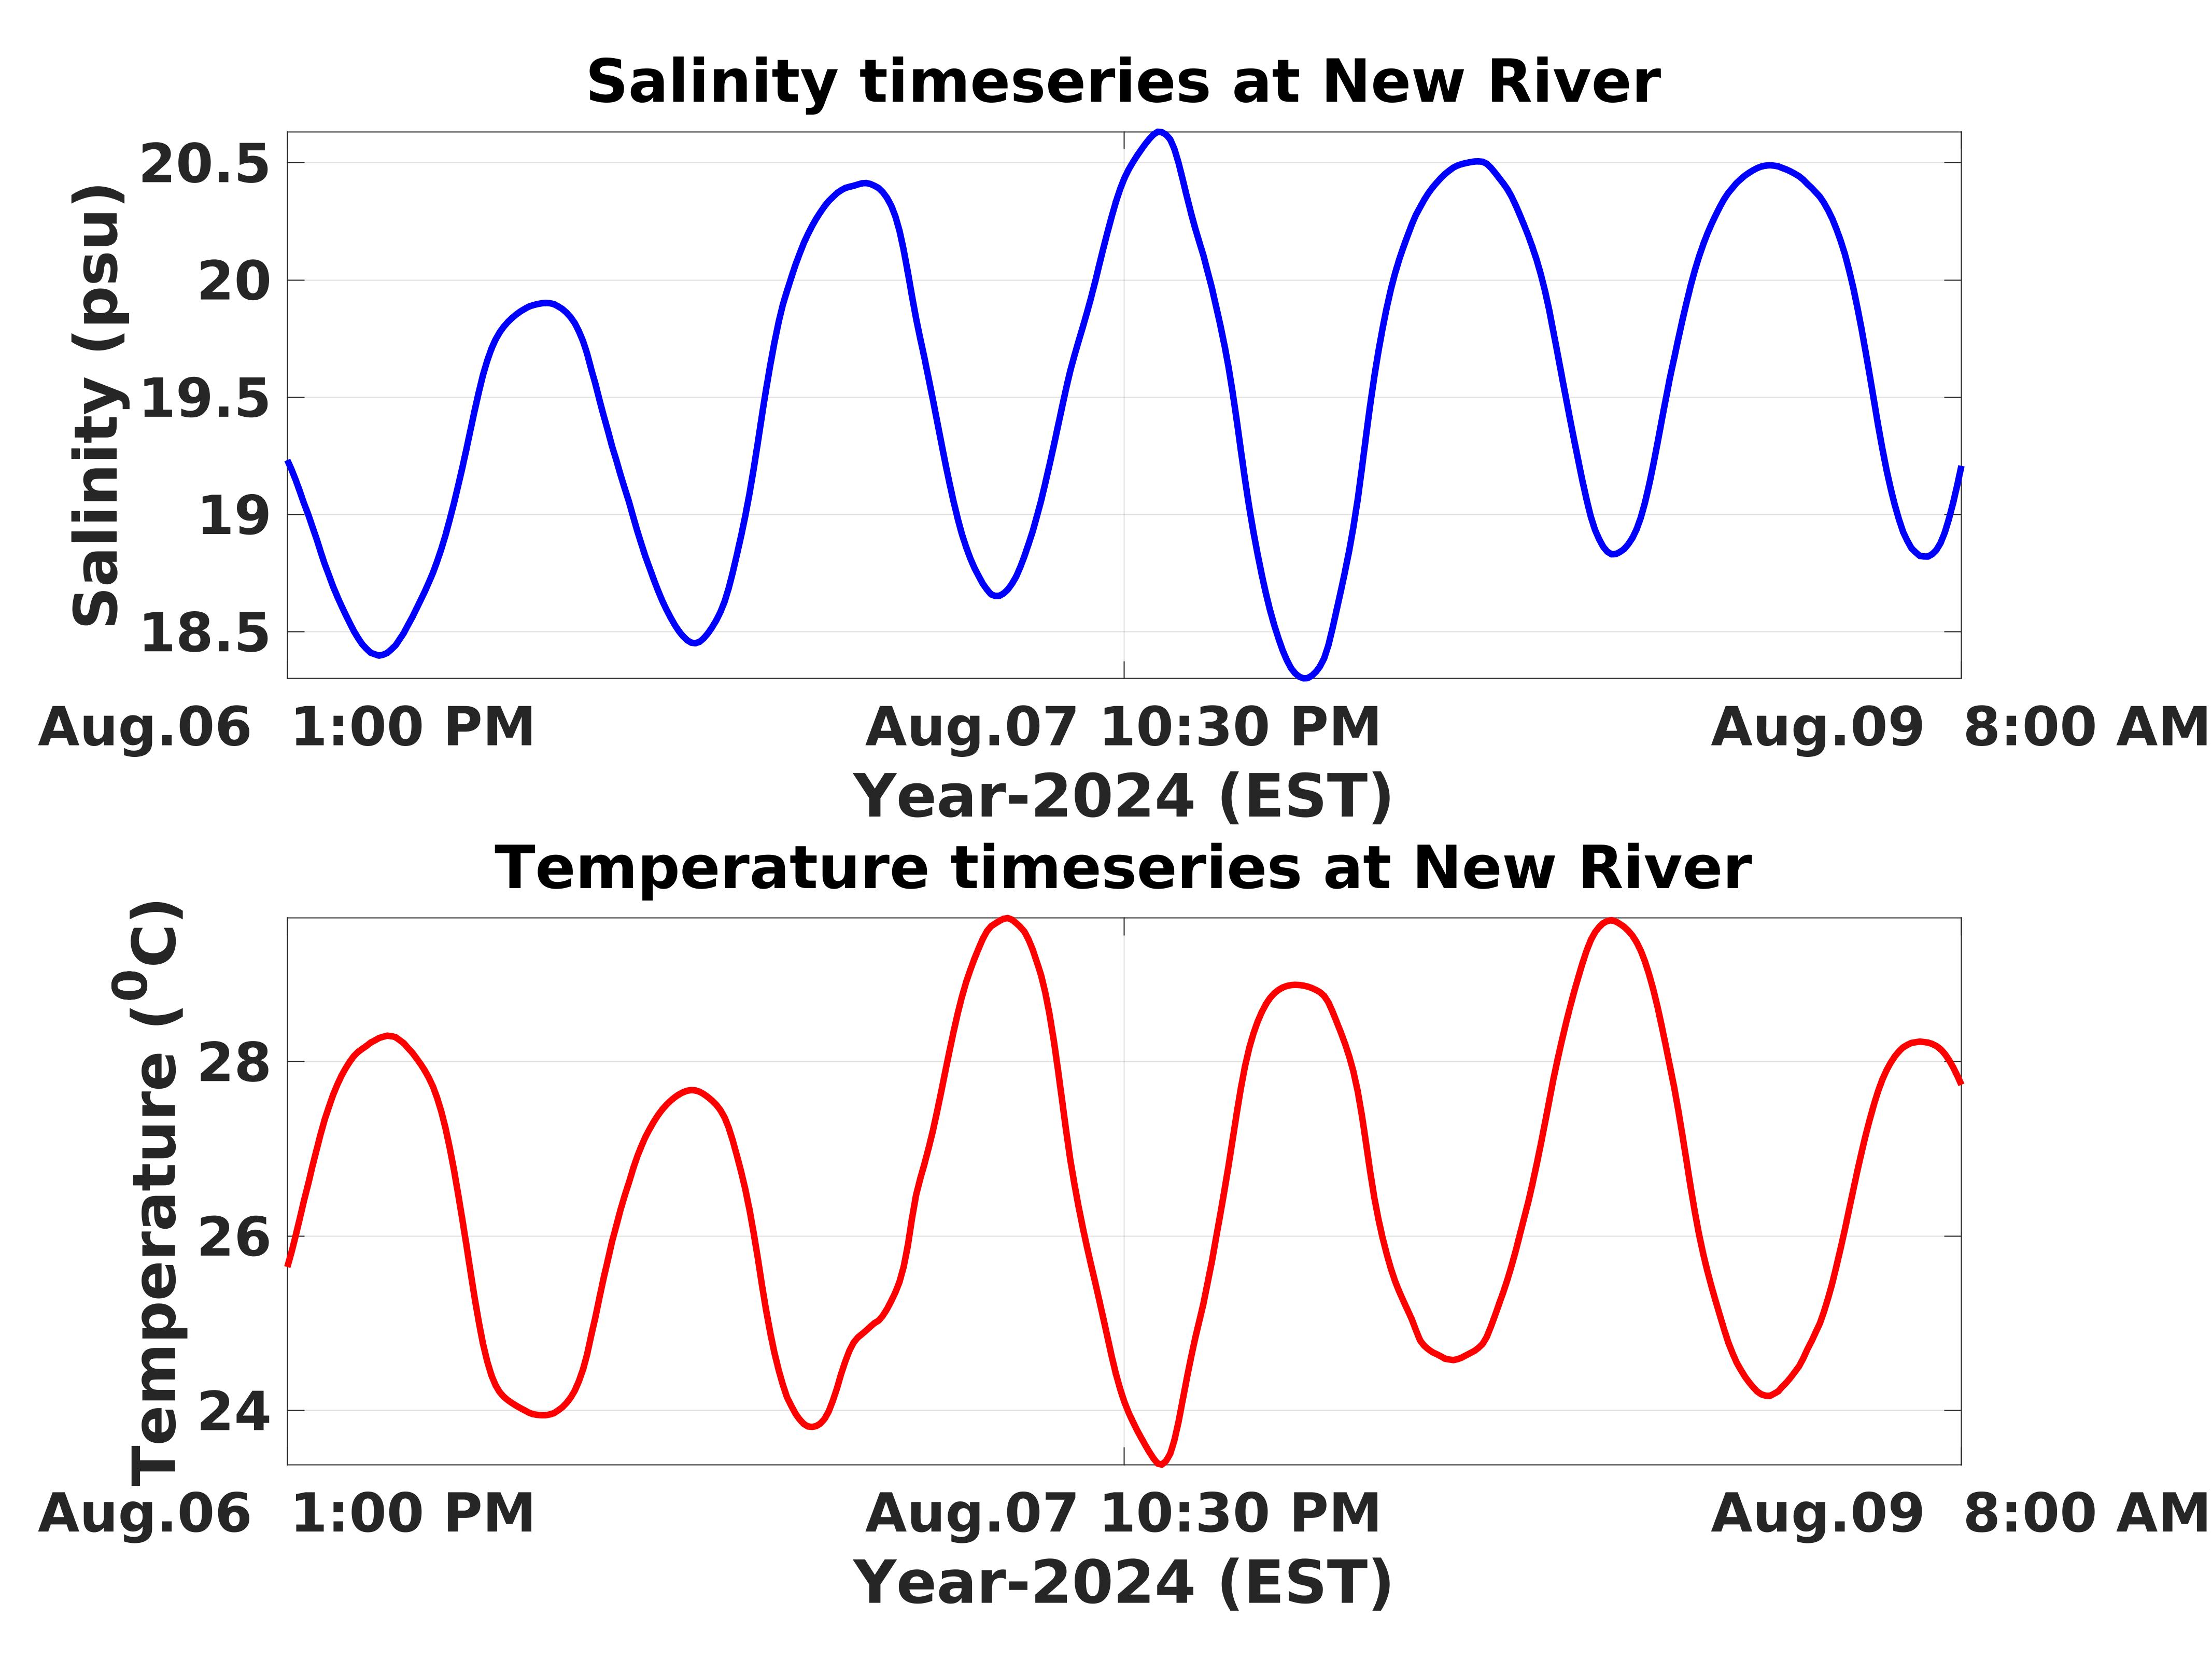 Salinity timeseries at New River
Salinity (psu)
20.5
20
19.5
19
18.5
Aug.06 1:00 PM Aug.07 10:30 PM Aug.09 8:00 AM
Year-2024 (EST)
Temperature timeseries at New River
Temperature (⁰C)
28
26
24
Aug.06 1:00 PM Aug.07 10:30 PM Aug.09 8:00 AM
Year-2024 (EST)